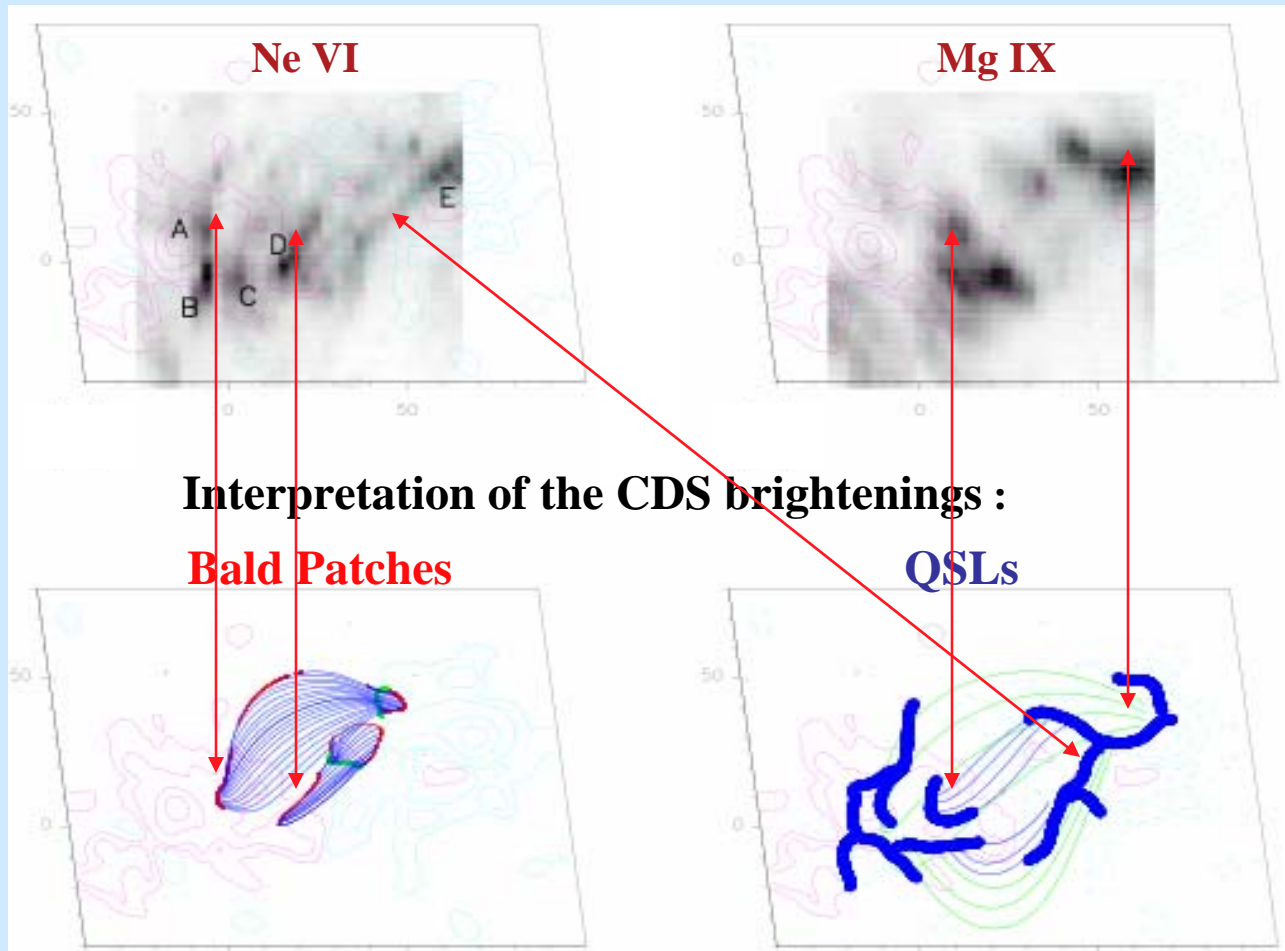 Ne VI
Mg IX
50
50
A
E
D
0
0
B
C
0
50
0
50
Interpretation of the CDS brightenings :
Bald Patches
QSLs
50
50
0
0